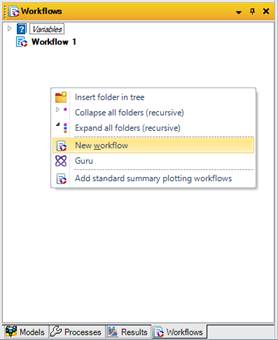 Workflows
Variables
Workflow 1
Insert folder in tree
Collapse all folders (recursive)
Expand all folders (recursive)
New workflow
Guru
Add standard summary plotting workflows
Models Processes Results Workflows